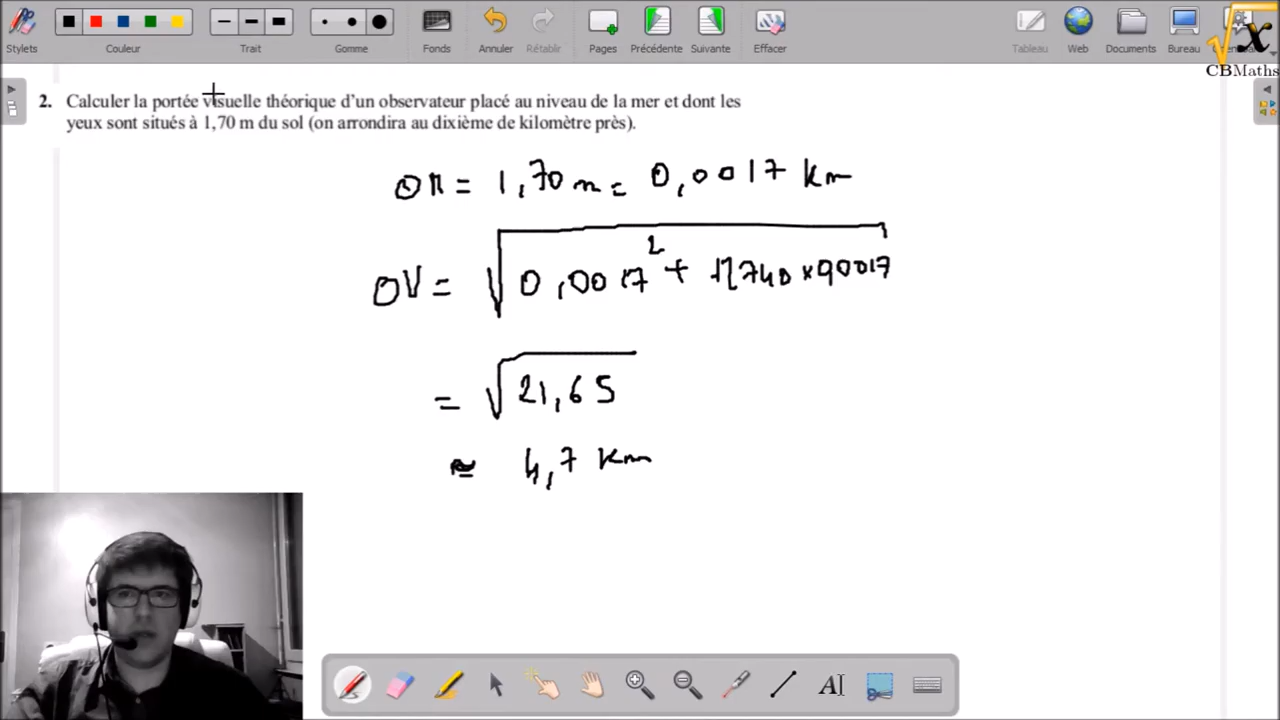 Stylets Couleur Trait Gomme Fonds Annuler Rétablir Pages Précédente Suivante Effacer Tableau Web Documents Bureau
CBMaths
2. Calculer la portée visuelle théorique d'un observateur placé au niveau de la mer et dont les
yeux sont situés à 1,70 m du sol (on arrondira au dixième de kilomètre près).
OM = 1,70 m = 0,0017 km
OV = √0,0017² + 12740 × 0,0017
= √21,65
≈ 4,7 km
AI